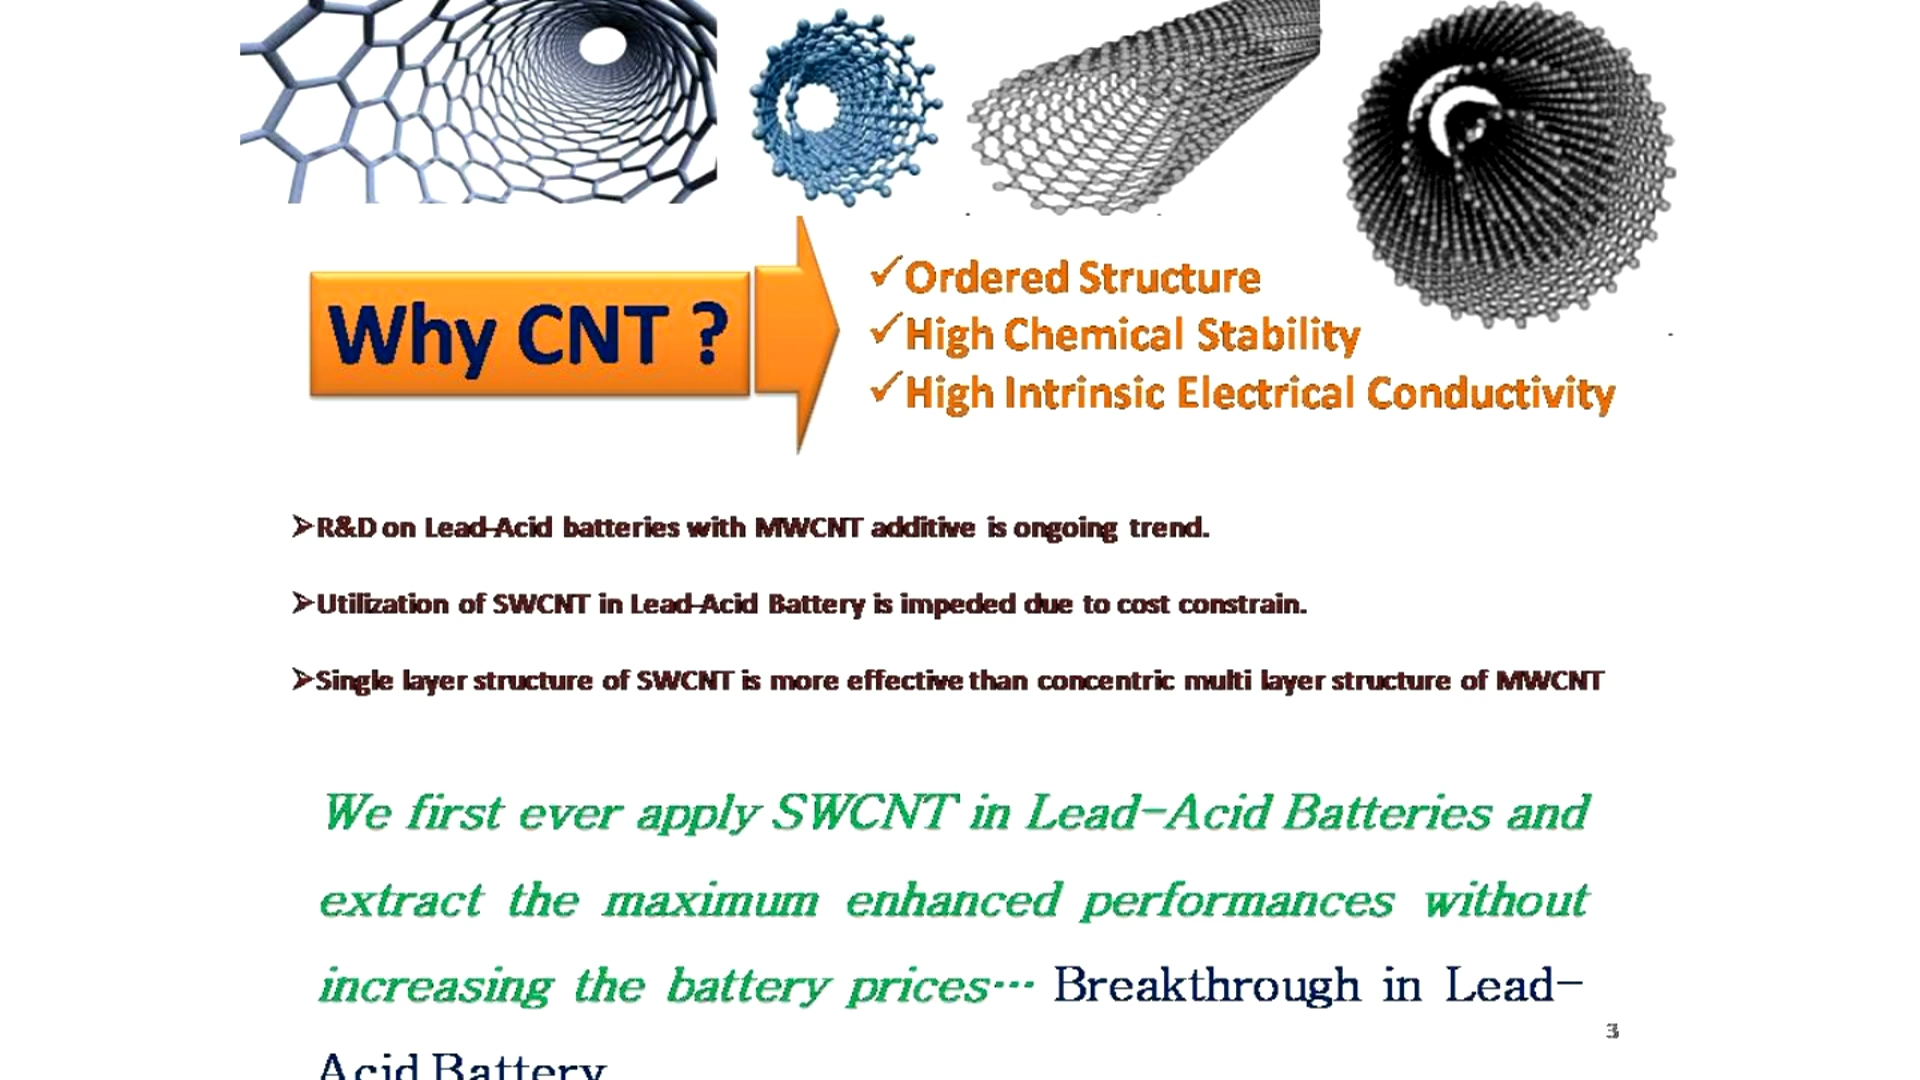 Why CNT ?
✓Ordered Structure
✓High Chemical Stability
✓High Intrinsic Electrical Conductivity
➢R&D on Lead-Acid batteries with MWCNT additive is ongoing trend.
➢Utilization of SWCNT in Lead-Acid Battery is impeded due to cost constrain.
➢Single layer structure of SWCNT is more effective than concentric multi layer structure of MWCNT
We first ever apply SWCNT in Lead-Acid Batteries and
extract the maximum enhanced performances without
increasing the battery prices… Breakthrough in Lead-
3
Acid Battery